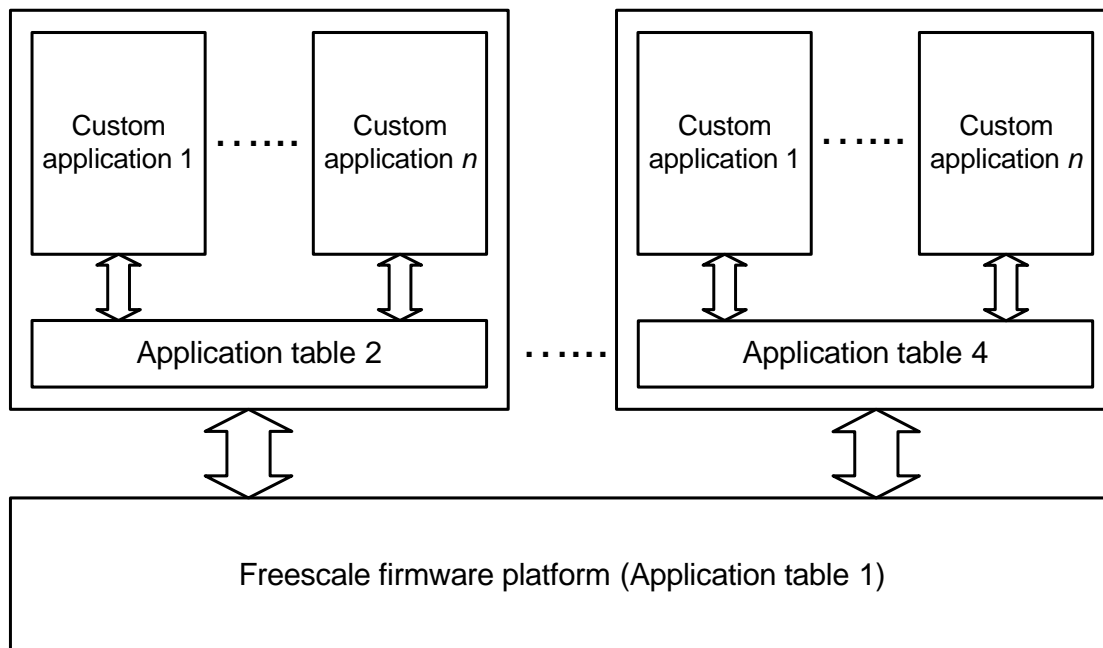 Custom
application 1
.......
Custom
application n
Custom
application 1
.......
Custom
application n
Application table 2
.......
Application table 4
Freescale firmware platform (Application table 1)